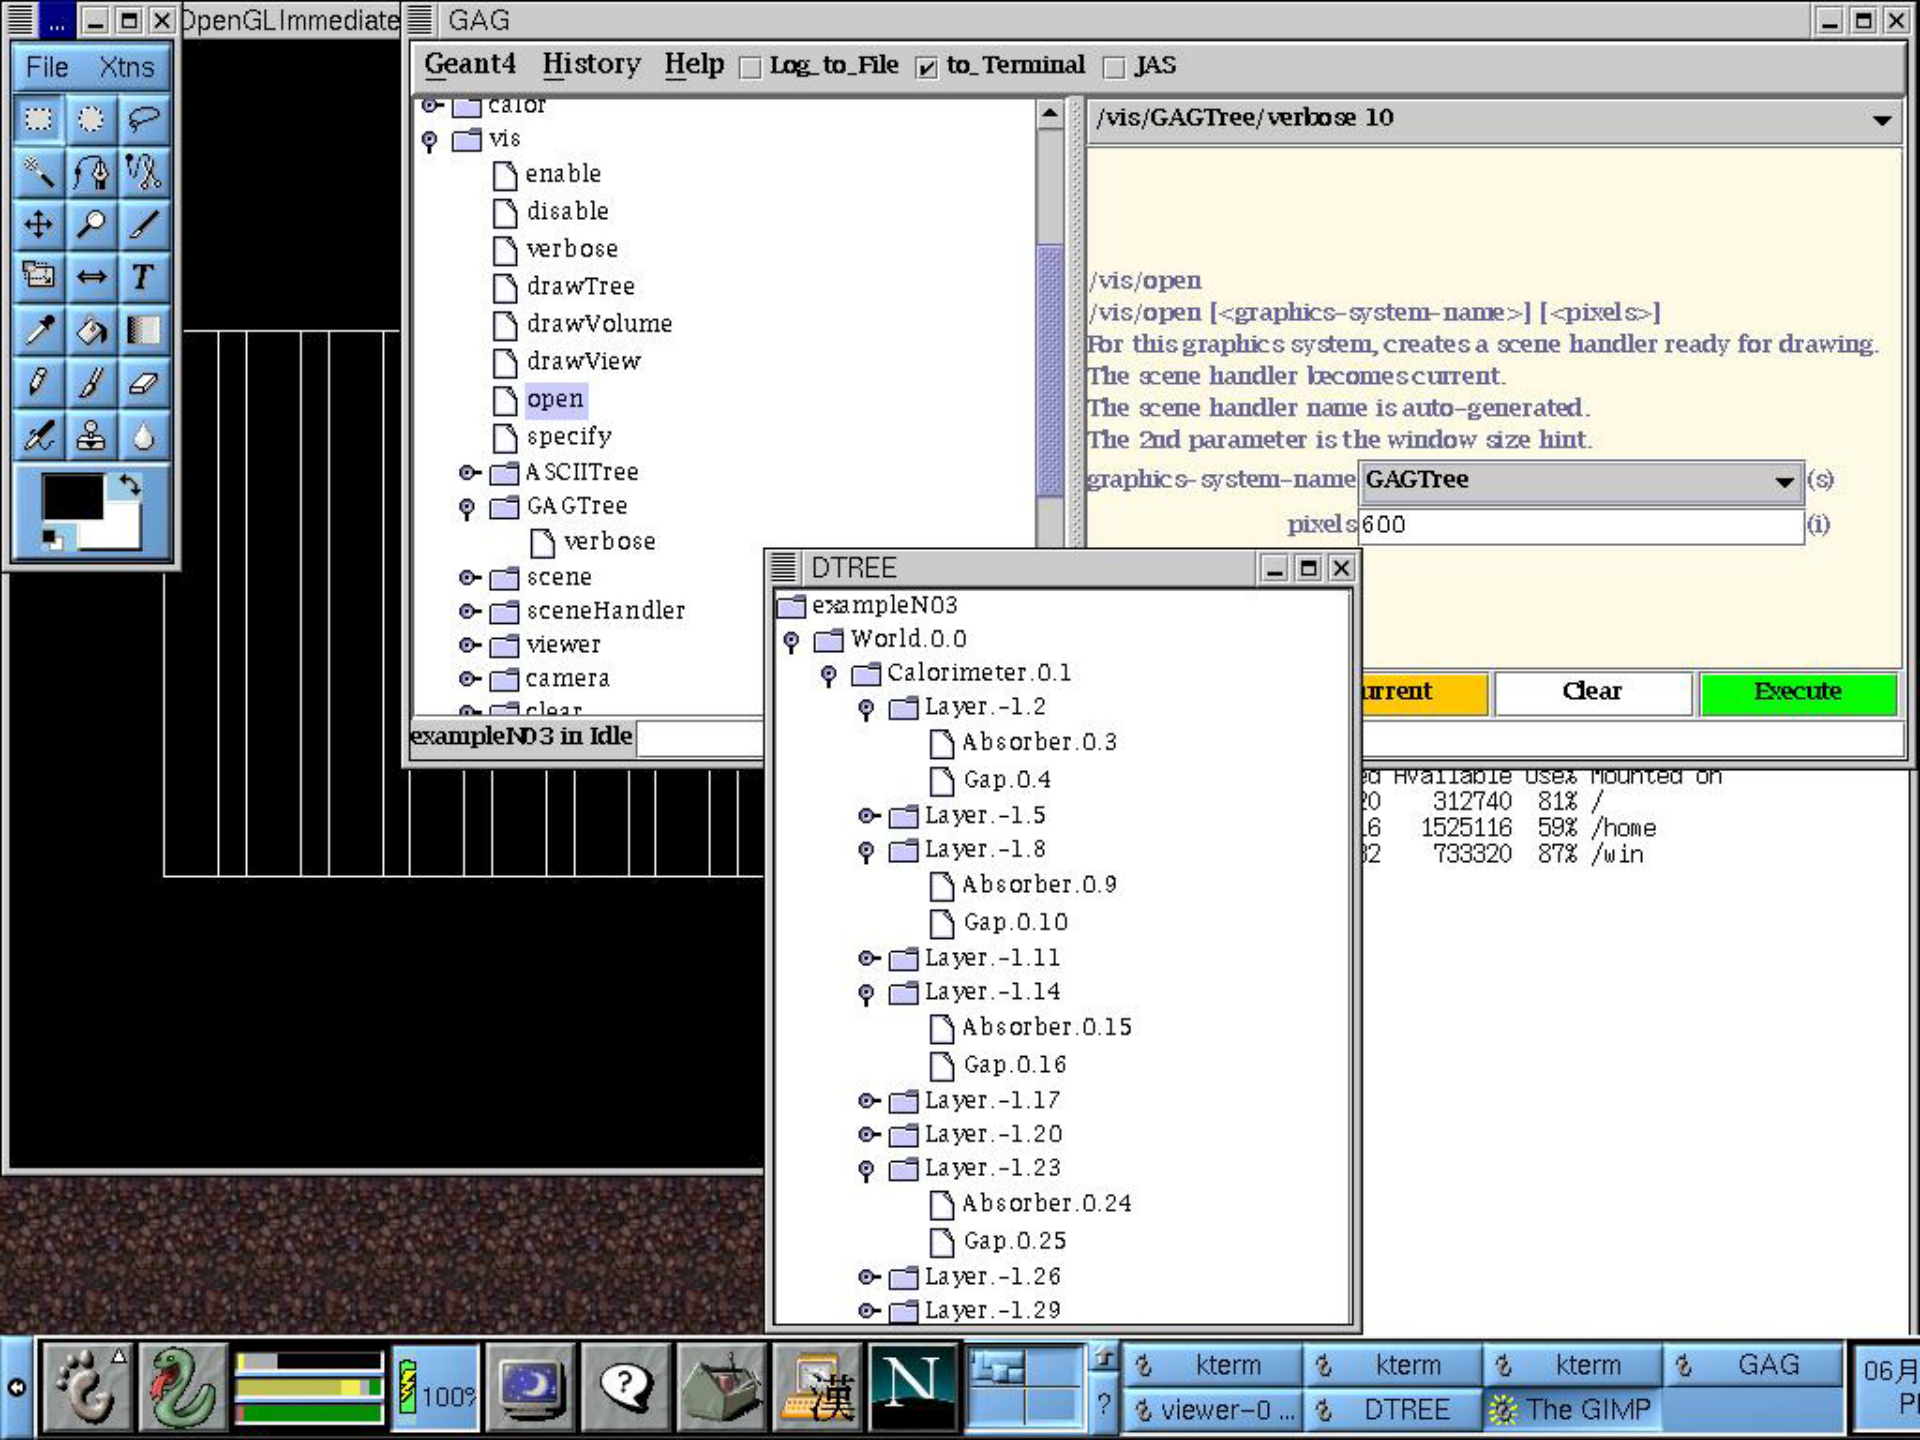 ...
OpenGLImmediate
GAG
File Xtns
Geant4 History Help Log_to_File to_Terminal JAS
calor
vis
enable
disable
verbose
drawTree
drawVolume
drawView
open
specify
ASCIITree
GAGTree
verbose
scene
sceneHandler
viewer
camera
clear
exampleN03 in Idle
/vis/GAGTree/verbose 10
/vis/open
/vis/open [<graphics-system-name>] [<pixels>]
For this graphics system, creates a scene handler ready for drawing.
The scene handler becomes current.
The scene handler name is auto-generated.
The 2nd parameter is the window size hint.
graphics-system-name GAGTree (s)
pixels 600 (i)
urrent Clear Execute
DTREE
exampleN03
World.0.0
Calorimeter.0.1
Layer.-1.2
Absorber.0.3
Gap.0.4
Layer.-1.5
Layer.-1.8
Absorber.0.9
Gap.0.10
Layer.-1.11
Layer.-1.14
Absorber.0.15
Gap.0.16
Layer.-1.17
Layer.-1.20
Layer.-1.23
Absorber.0.24
Gap.0.25
Layer.-1.26
Layer.-1.29
ed Available Use% Mounted on
20 312740 81% /
16 1525116 59% /home
32 733320 87% /win
100%
漢
N
?
kterm kterm kterm GAG
viewer-0 ... DTREE The GIMP
06月